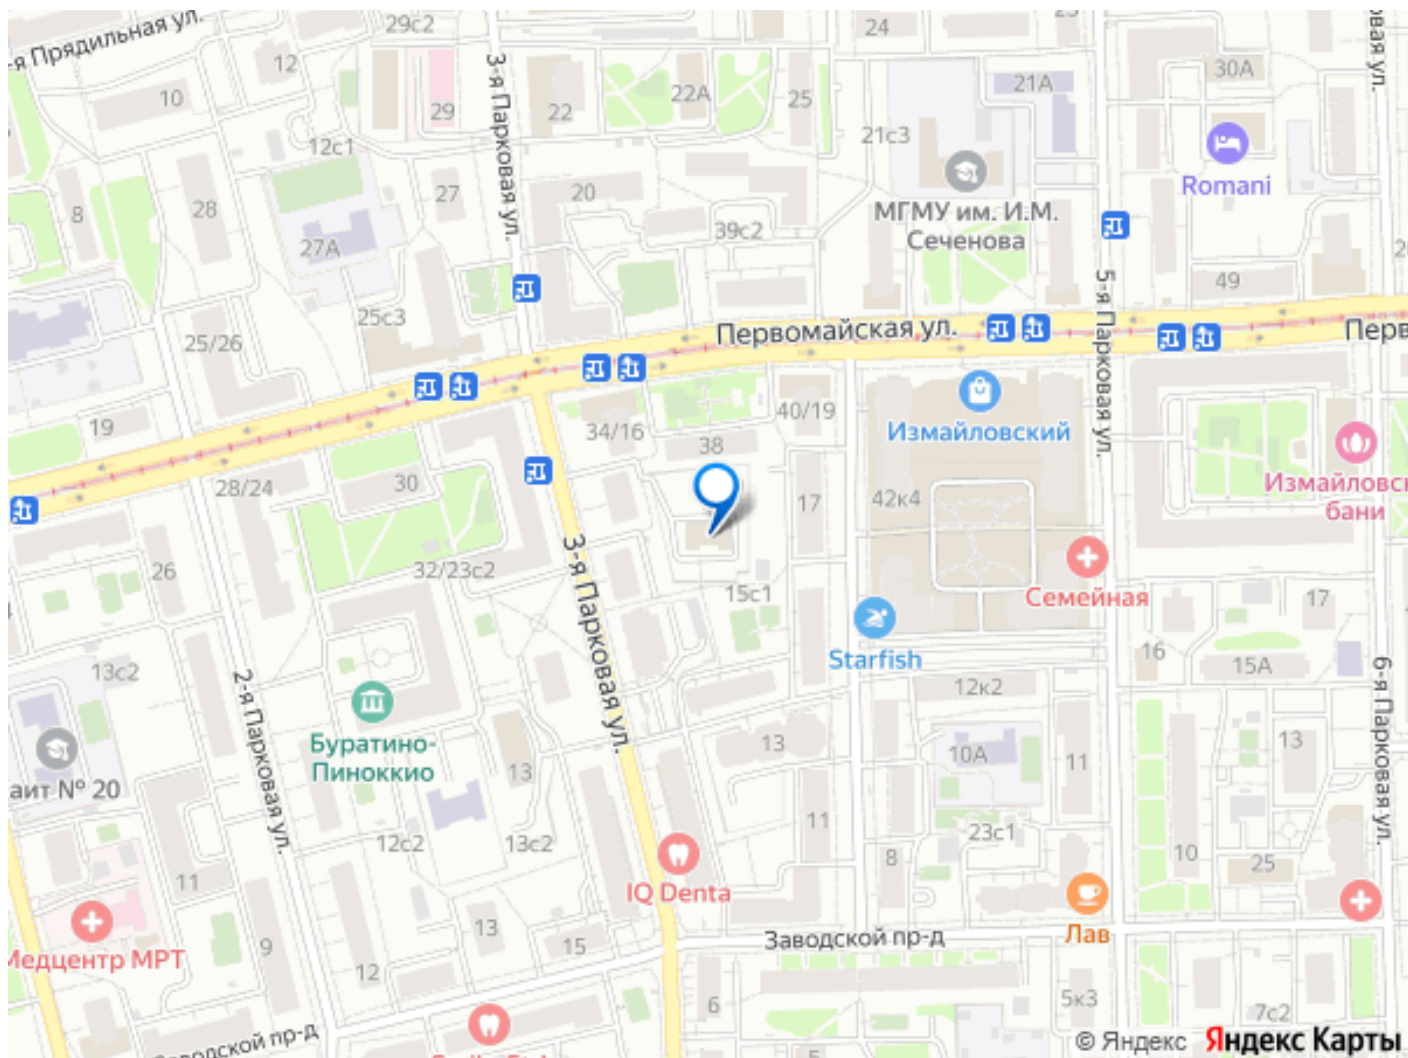 29с2
24
я Прядильная ул.
12
10
29
22
22А
25
21А
30А
3-я Парковая ул.
12с1
21с3
Romani
27
20
28
8
МГМУ им. И.М.
Сеченова
39с2
27А
49
25с3
25/26
Первомайская ул.
5-я Парковая ул.
Перв
19
34/16
40/19
Измайловский
38
28/24
30
17
42к4
Измайловск
бани
3-я Парковая ул.
26
32/23с2
15с1
Семейная
17
13с2
Starfish
16
15А
2-я Парковая ул.
12к2
6-я Парковая ул.
Буратино-
Пиноккио
13
13
10А
11
13
аит № 20
12с2
13с2
11
23с1
8
10
25
11
IQ Denta
13
15
9
Лав
Медцентр МРТ
12
Заводской пр-д
6
5к3
7с2
Заводской пр-д
5
© Яндекс
Яндекс Карты